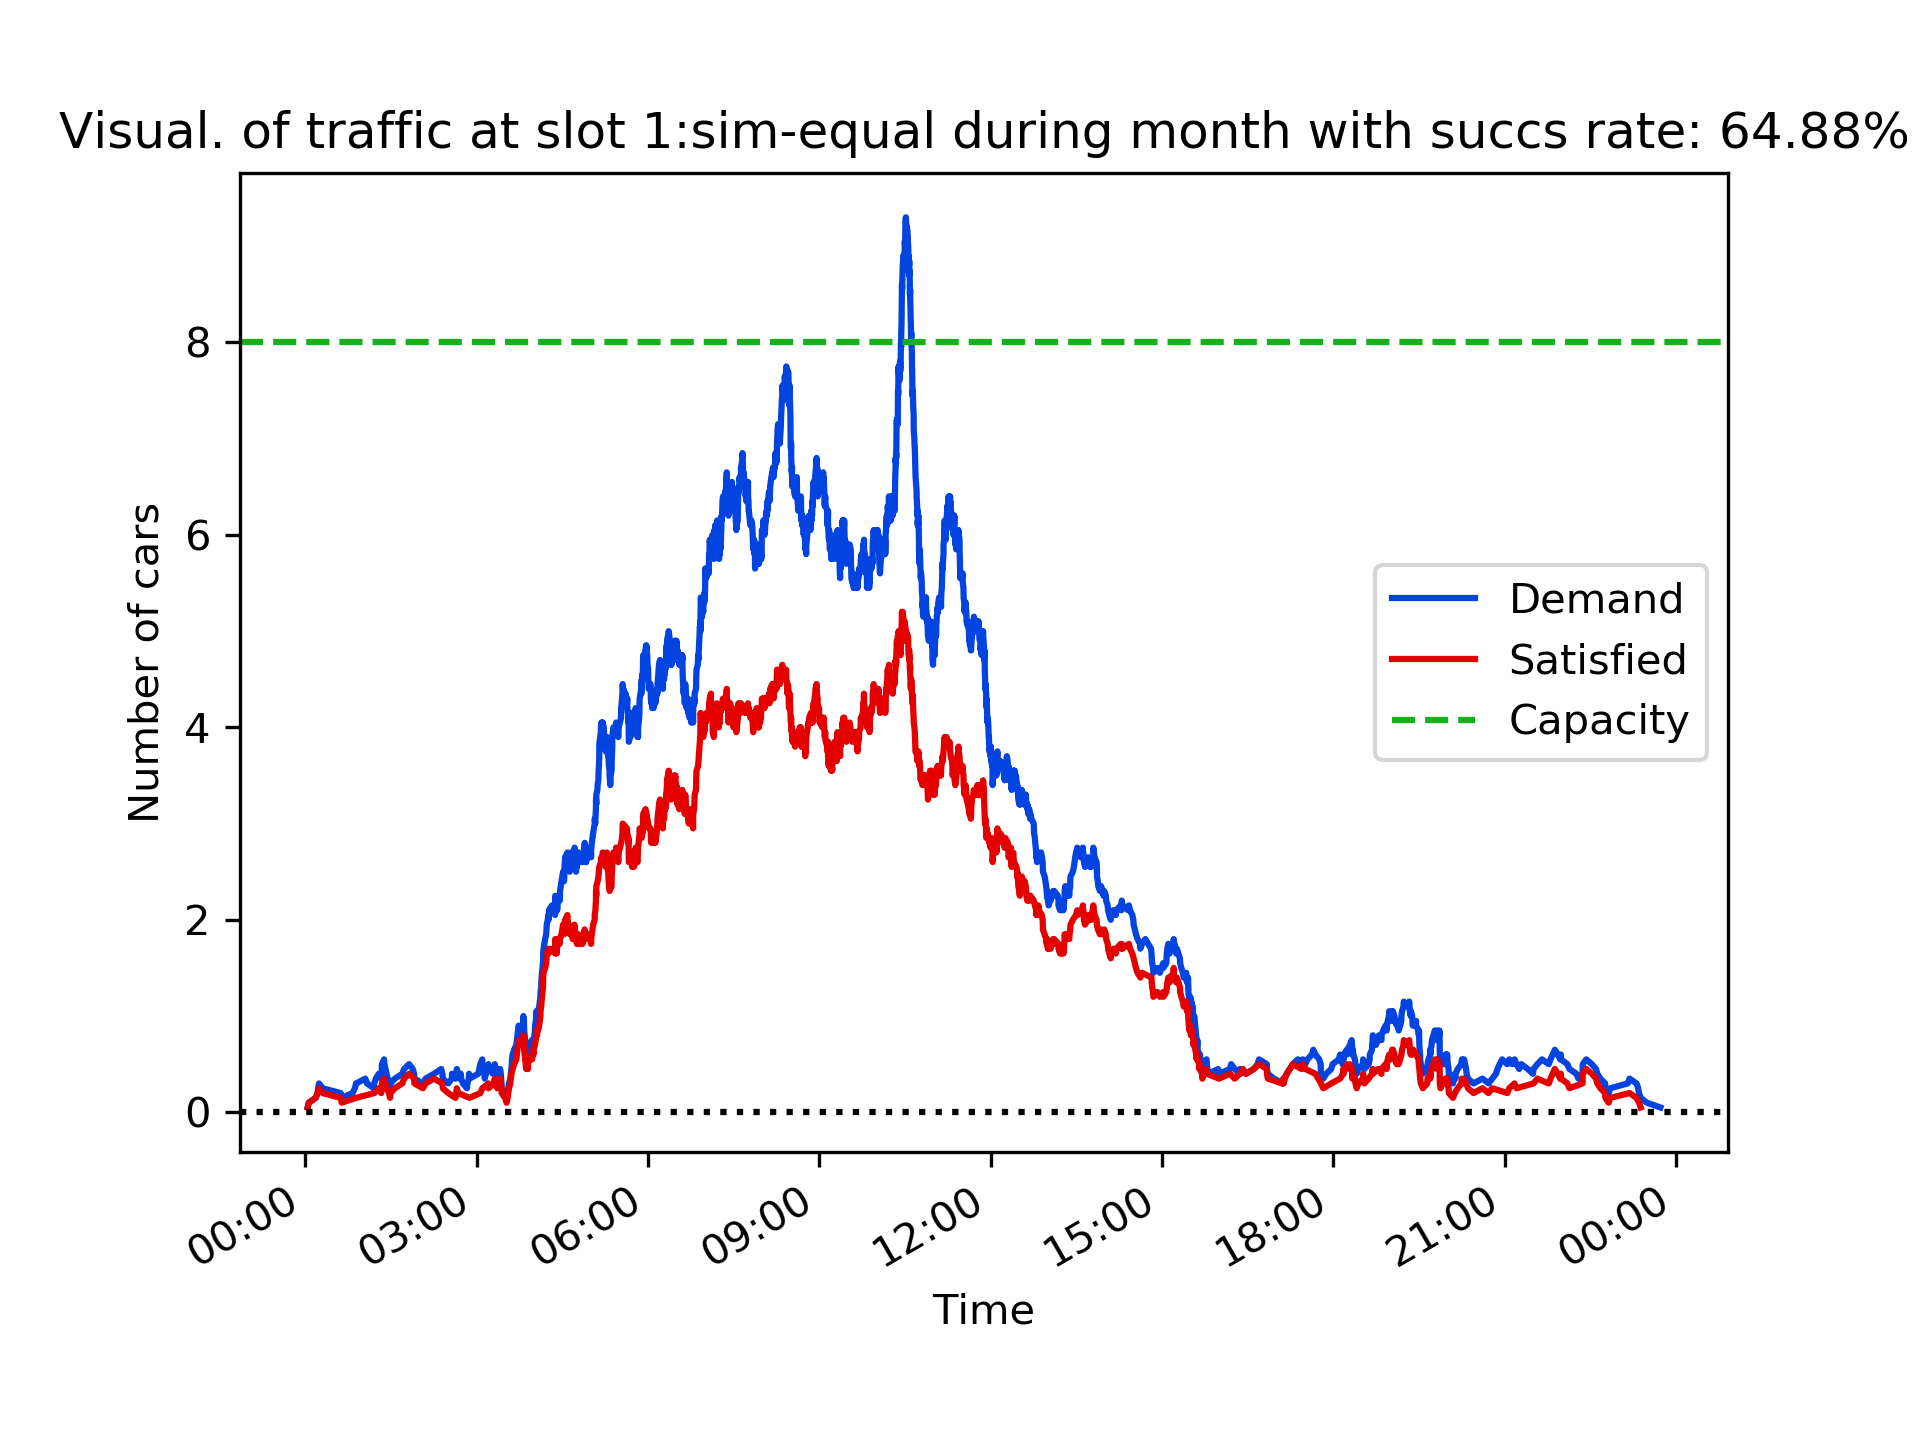 Visual. of traffic at slot 1:sim-equal during month with succs rate: 64.88%
Number of cars
8
6
4
2
0
Demand
Satisfied
Capacity
00:00
03:00
06:00
09:00
12:00
15:00
18:00
21:00
00:00
Time